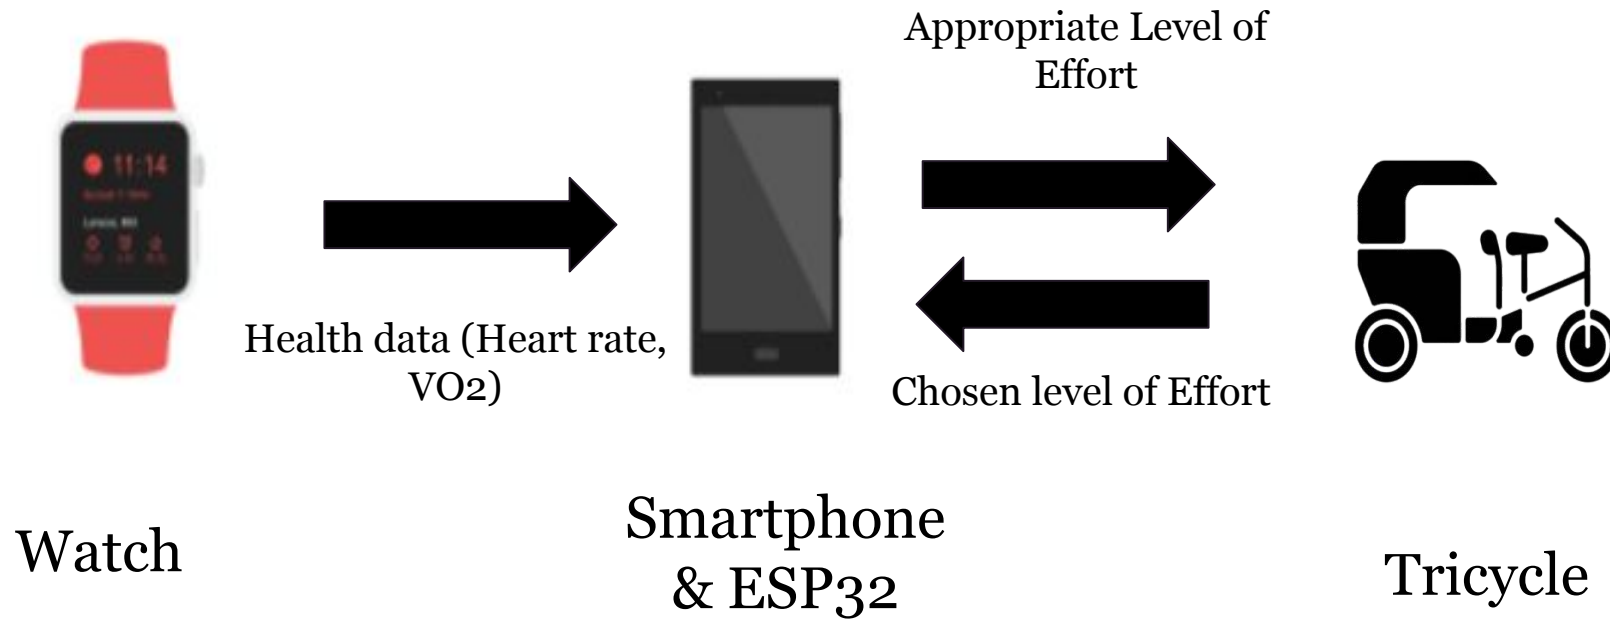 Appropriate Level of
Effort
11:14
Health data (Heart rate,
VO2)
Chosen level of Effort
Watch
Smartphone
& ESP32
Tricycle